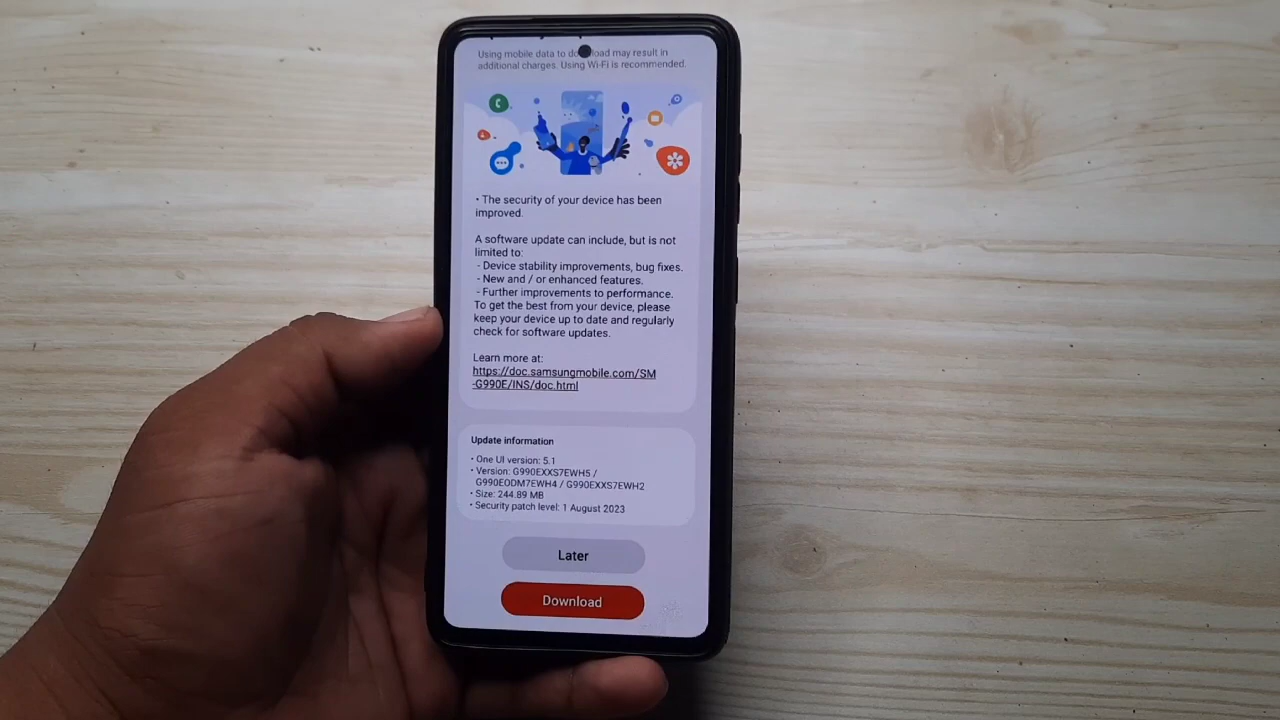 Using mobile data to download may result in
additional charges. Using Wi-Fi is recommended.
• The security of your device has been
improved.
A software update can include, but is not
limited to:
- Device stability improvements, bug fixes.
- New and / or enhanced features.
- Further improvements to performance.
To get the best from your device, please
keep your device up to date and regularly
check for software updates.
Learn more at:
https://doc.samsungmobile.com/SM
-G990E/INS/doc.html
Update information
• One UI version: 5.1
• Version: G990EXXS7EWH5 /
G990EODM7EWH4 / G990EXXS7EWH2
• Size: 244.89 MB
• Security patch level: 1 August 2023
Later
Download